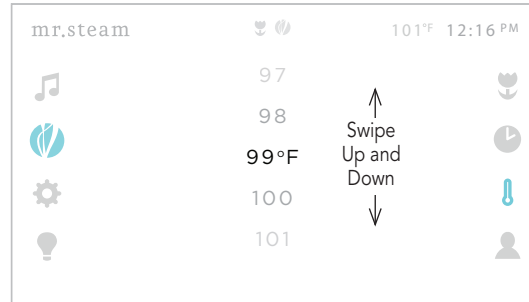 mr.steam
101°F 12:16 PM
97
98
99°F
100
101
Swipe
Up and
Down